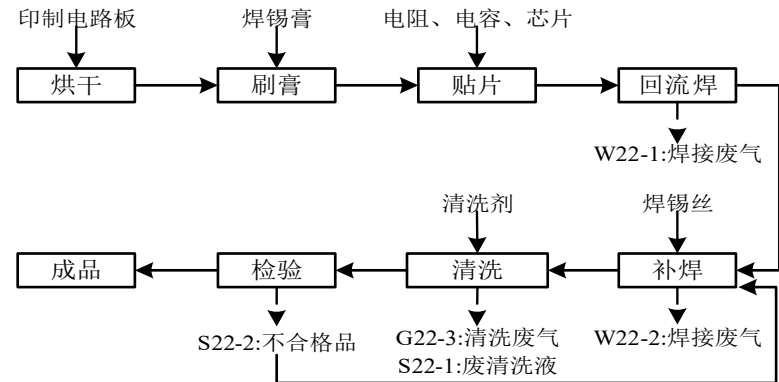 印制电路板
焊锡膏
电阻、电容、芯片
烘干
刷膏
贴片
回流焊
W22-1:焊接废气
清洗剂
焊锡丝
成品
检验
清洗
补焊
S22-2:不合格品
G22-3:清洗废气
S22-1:废清洗液
W22-2:焊接废气